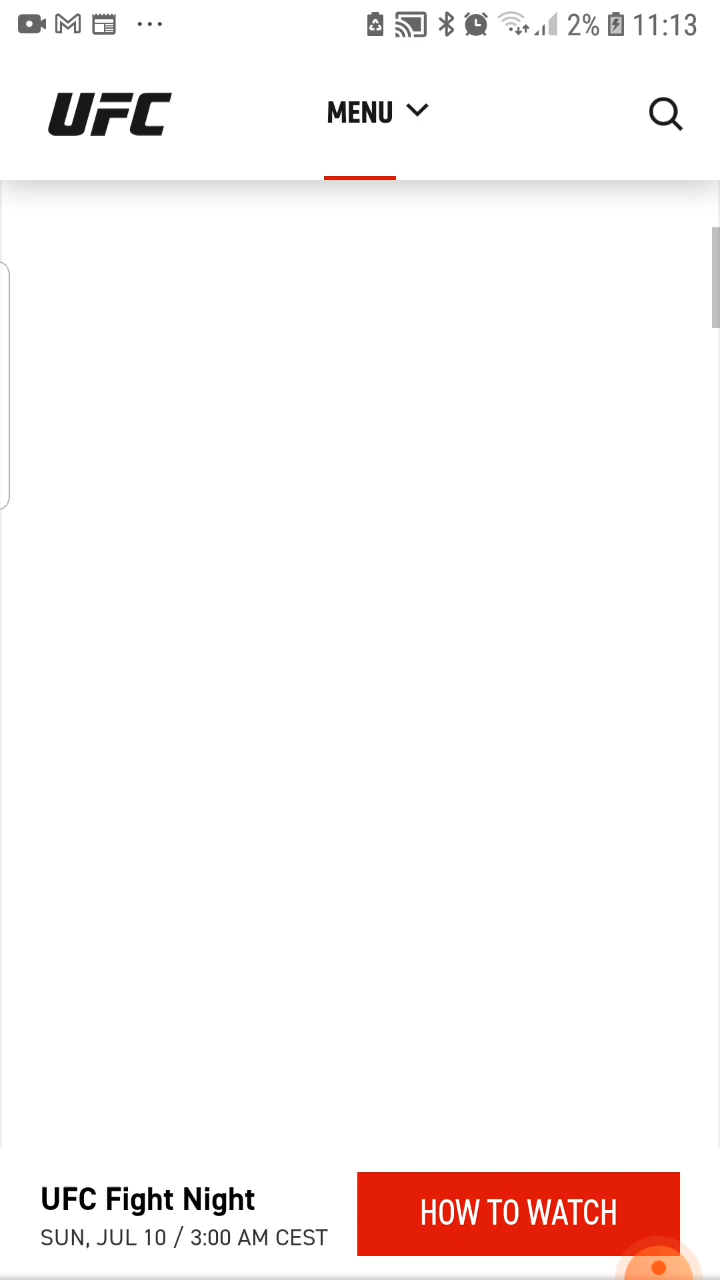 2% 11:13
UFC
MENU
UFC Fight Night
SUN, JUL 10 / 3:00 AM CEST
HOW TO WATCH